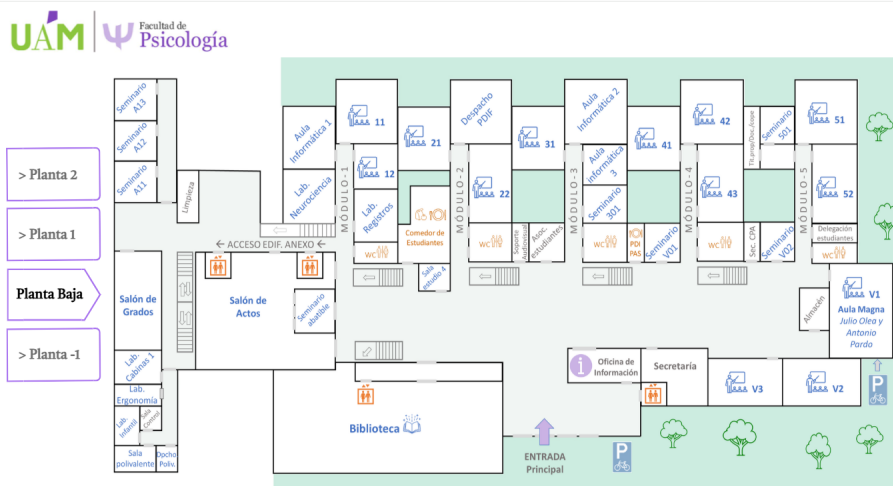 UAM
Facultad de
Psicología
> Planta 2
> Planta 1
Planta Baja
> Planta -1
Seminario
A13
Seminario
A12
Seminario
A11
Limpieza
← ACCESO EDIF. ANEXO ←
Salón de
Grados
Salón de
Actos
Seminario
abatible
Lab.
Cabinas 1
Lab.
Ergonomía
Lab.
Infantil
Sala
Control
Sala
polivalente
Dpcho
Poliv.
Aula
Informática 1
Lab.
Neurociencia
MÓDULO-1
11
12
Lab.
Registros
WC
21
Comedor de
Estudiantes
Sala
estudio 4
MÓDULO-2
Despacho
PDIF
22
WC
31
Soporte
Audiovisual
Asoc.
estudiantes
MÓDULO-3
Aula
Informática 2
Aula
informática
3
Seminario
301
WC
41
PDI
PAS
Seminario
V01
MÓDULO-4
42
43
WC
Seminario
501
Sec. CPA
Seminario
V02
MÓDULO-5
51
52
Delegación
estudiantes
WC
Almacén
V1
Aula Magna
Julio Olea y
Antonio
Pardo
i
Oficina de
Información
Secretaría
V3
V2
P
Biblioteca
ENTRADA
Principal
P